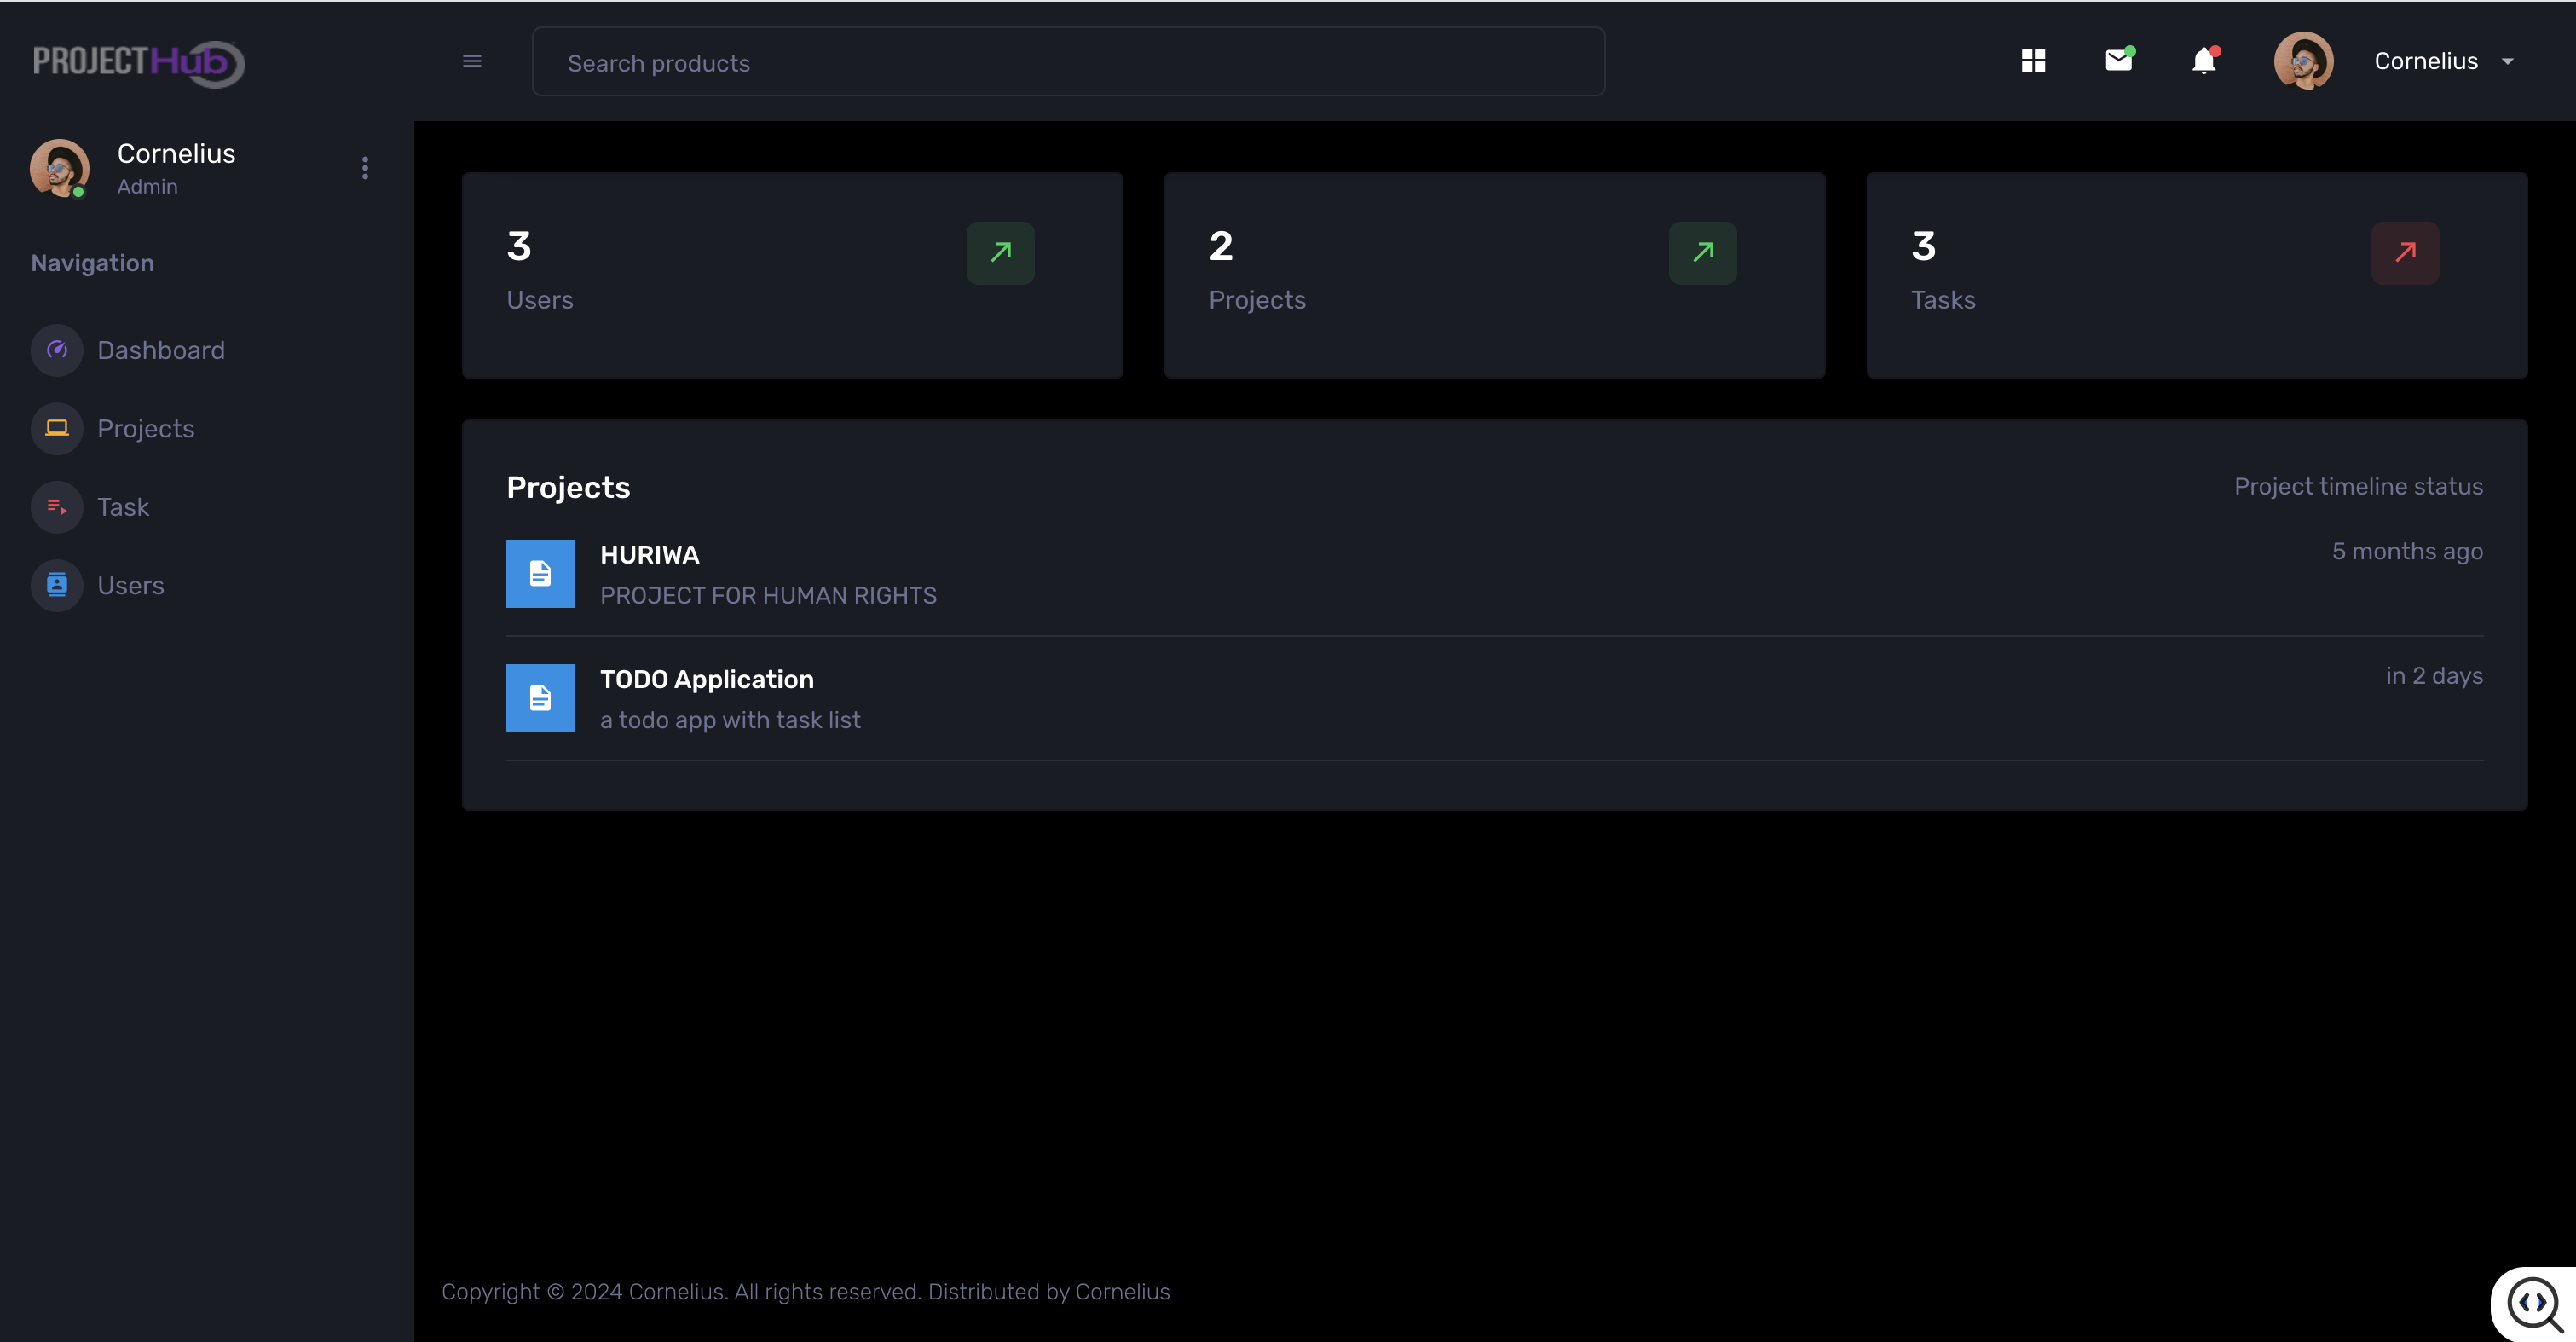 PROJECTHub
Search products
Cornelius
Cornelius
Admin
Navigation
Dashboard
Projects
Task
Users
3
Users
2
Projects
3
Tasks
Projects
Project timeline status
HURIWA
5 months ago
PROJECT FOR HUMAN RIGHTS
TODO Application
in 2 days
a todo app with task list
Copyright © 2024 Cornelius. All rights reserved. Distributed by Cornelius